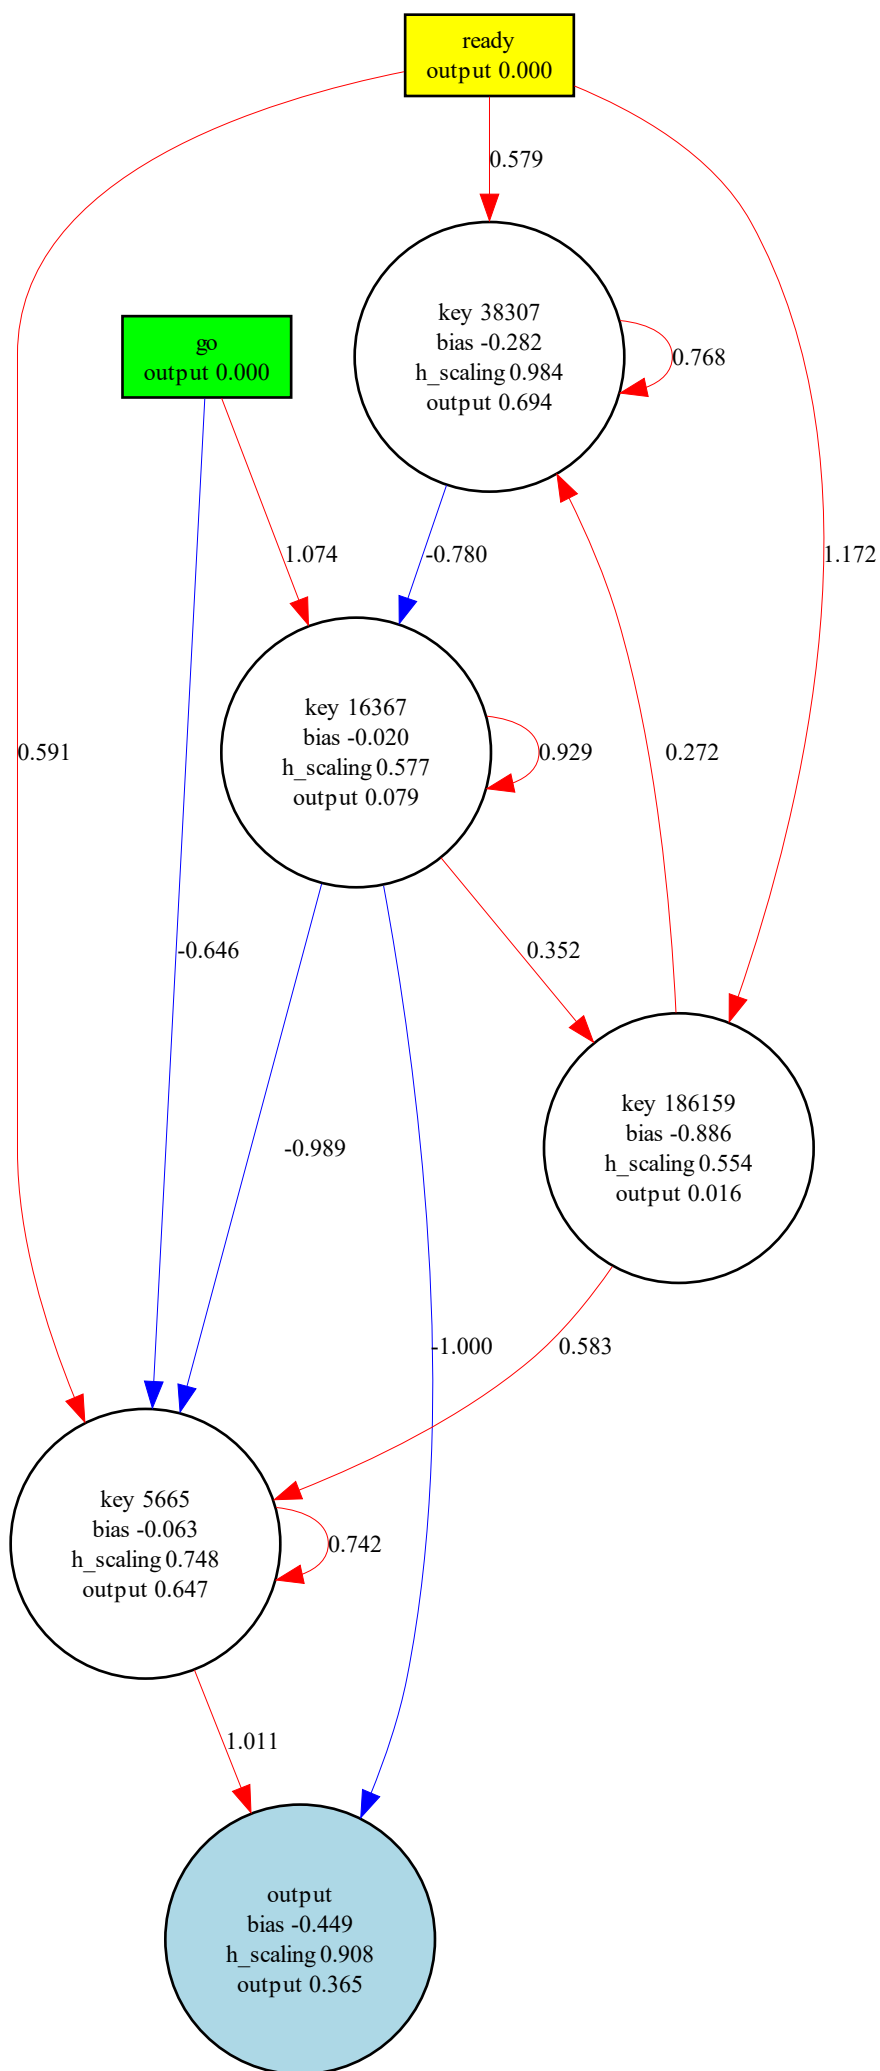 ready
output 0.000
0.579
key 38307
bias -0.282
h_scaling 0.984
output 0.694
0.768
go
output 0.000
1.074
-0.780
1.172
key 16367
bias -0.020
h_scaling 0.577
output 0.079
0.929
0.591
0.272
-0.646
0.352
key 186159
bias -0.886
h_scaling 0.554
output 0.016
-0.989
-1.000
0.583
key 5665
bias -0.063
h_scaling 0.748
output 0.647
0.742
1.011
output
bias -0.449
h_scaling 0.908
output 0.365